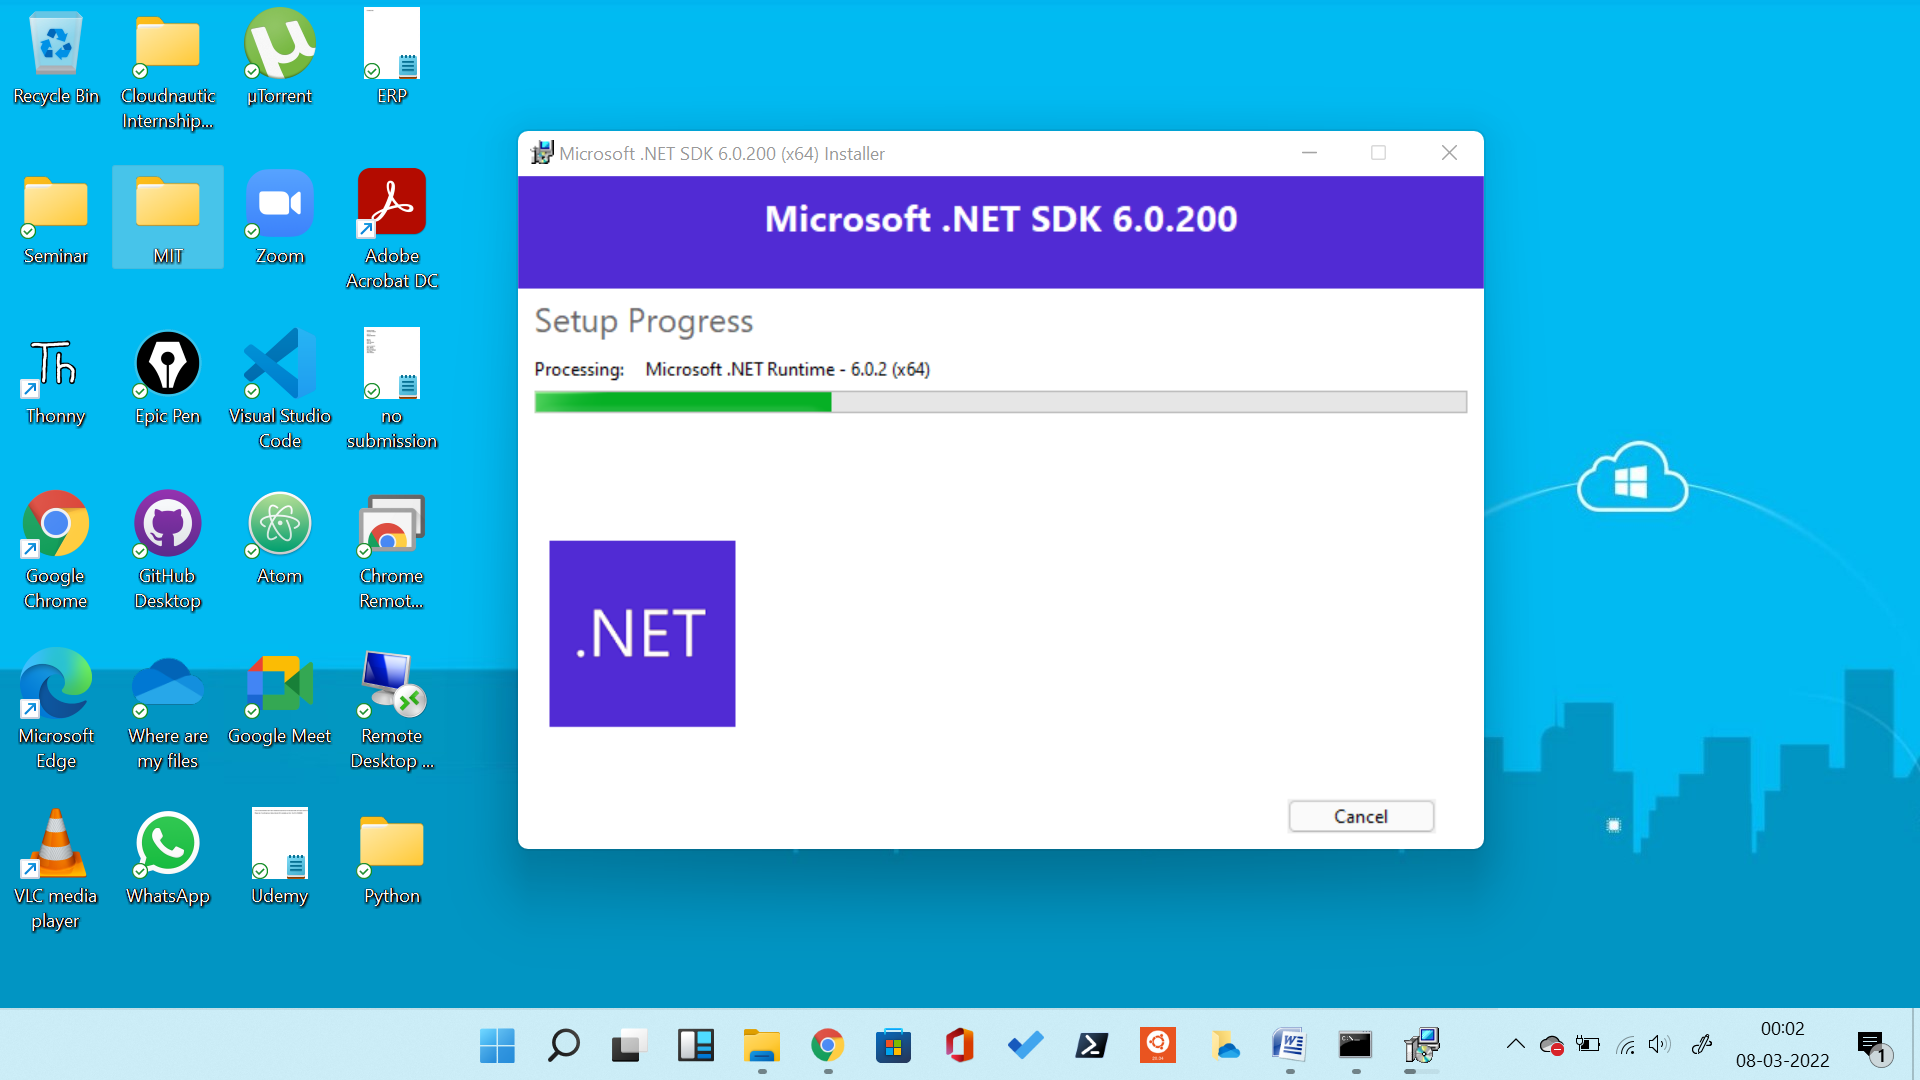 Recycle Bin
Cloudnautic
Internship...
µTorrent
ERP
Seminar
MIT
Zoom
Adobe
Acrobat DC
Th
Thonny
Epic Pen
Visual Studio
Code
no
submission
Google
Chrome
GitHub
Desktop
Atom
Chrome
Remot...
Microsoft
Edge
Where are
my files
Google Meet
Remote
Desktop ...
VLC media
player
WhatsApp
Udemy
Python
Microsoft .NET SDK 6.0.200 (x64) Installer
Microsoft .NET SDK 6.0.200
Setup Progress
Processing: Microsoft .NET Runtime - 6.0.2 (x64)
.NET
Cancel
00:02
08-03-2022
1